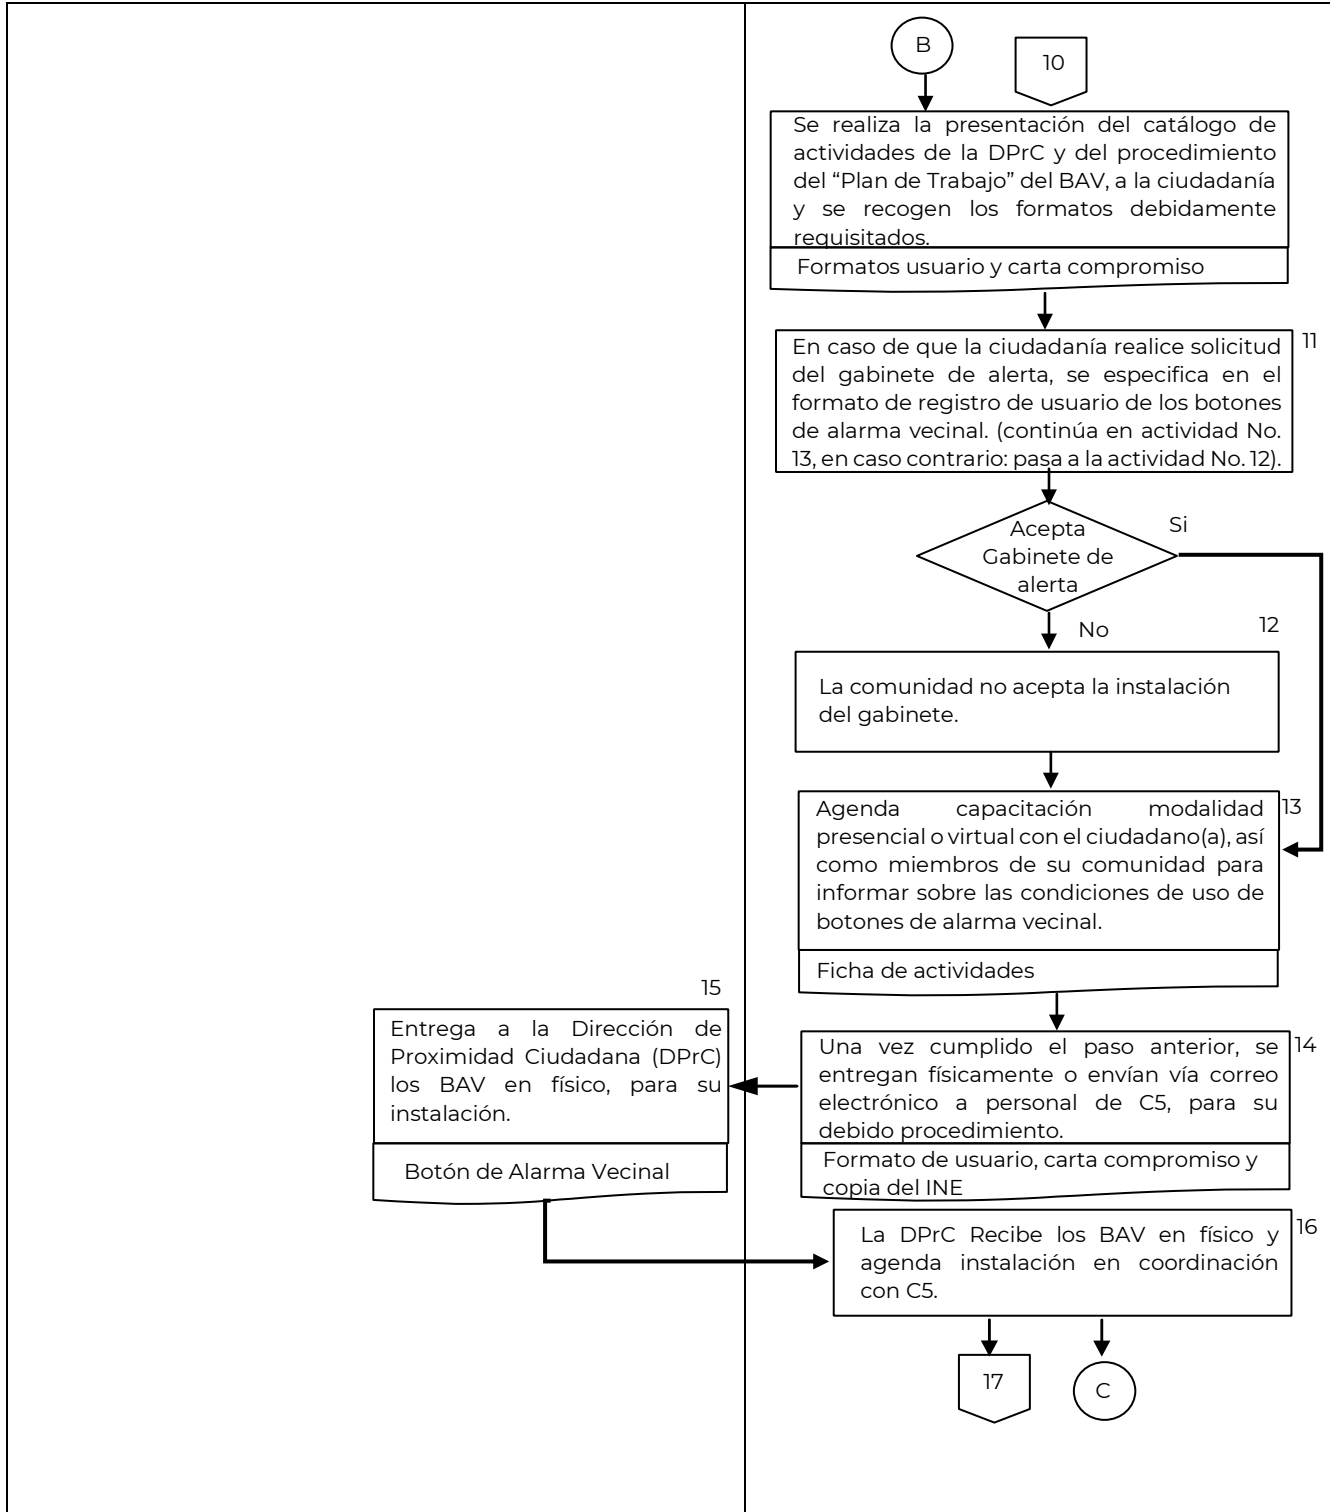 B
10
Se realiza la presentación del catálogo de
actividades de la DPrC y del procedimiento
del “Plan de Trabajo” del BAV, a la ciudadanía
y se recogen los formatos debidamente
requisitados.
Formatos usuario y carta compromiso
11
En caso de que la ciudadanía realice solicitud
del gabinete de alerta, se especifica en el
formato de registro de usuario de los botones
de alarma vecinal. (continúa en actividad No.
13, en caso contrario: pasa a la actividad No. 12).
Acepta
Gabinete de
alerta
Si
No
12
La comunidad no acepta la instalación
del gabinete.
13
Agenda capacitación modalidad
presencial o virtual con el ciudadano(a), así
como miembros de su comunidad para
informar sobre las condiciones de uso de
botones de alarma vecinal.
Ficha de actividades
14
Una vez cumplido el paso anterior, se
entregan físicamente o envían vía correo
electrónico a personal de C5, para su
debido procedimiento.
Formato de usuario, carta compromiso y
copia del INE
15
Entrega a la Dirección de
Proximidad Ciudadana (DPrC)
los BAV en físico, para su
instalación.
Botón de Alarma Vecinal
16
La DPrC Recibe los BAV en físico y
agenda instalación en coordinación
con C5.
17
C